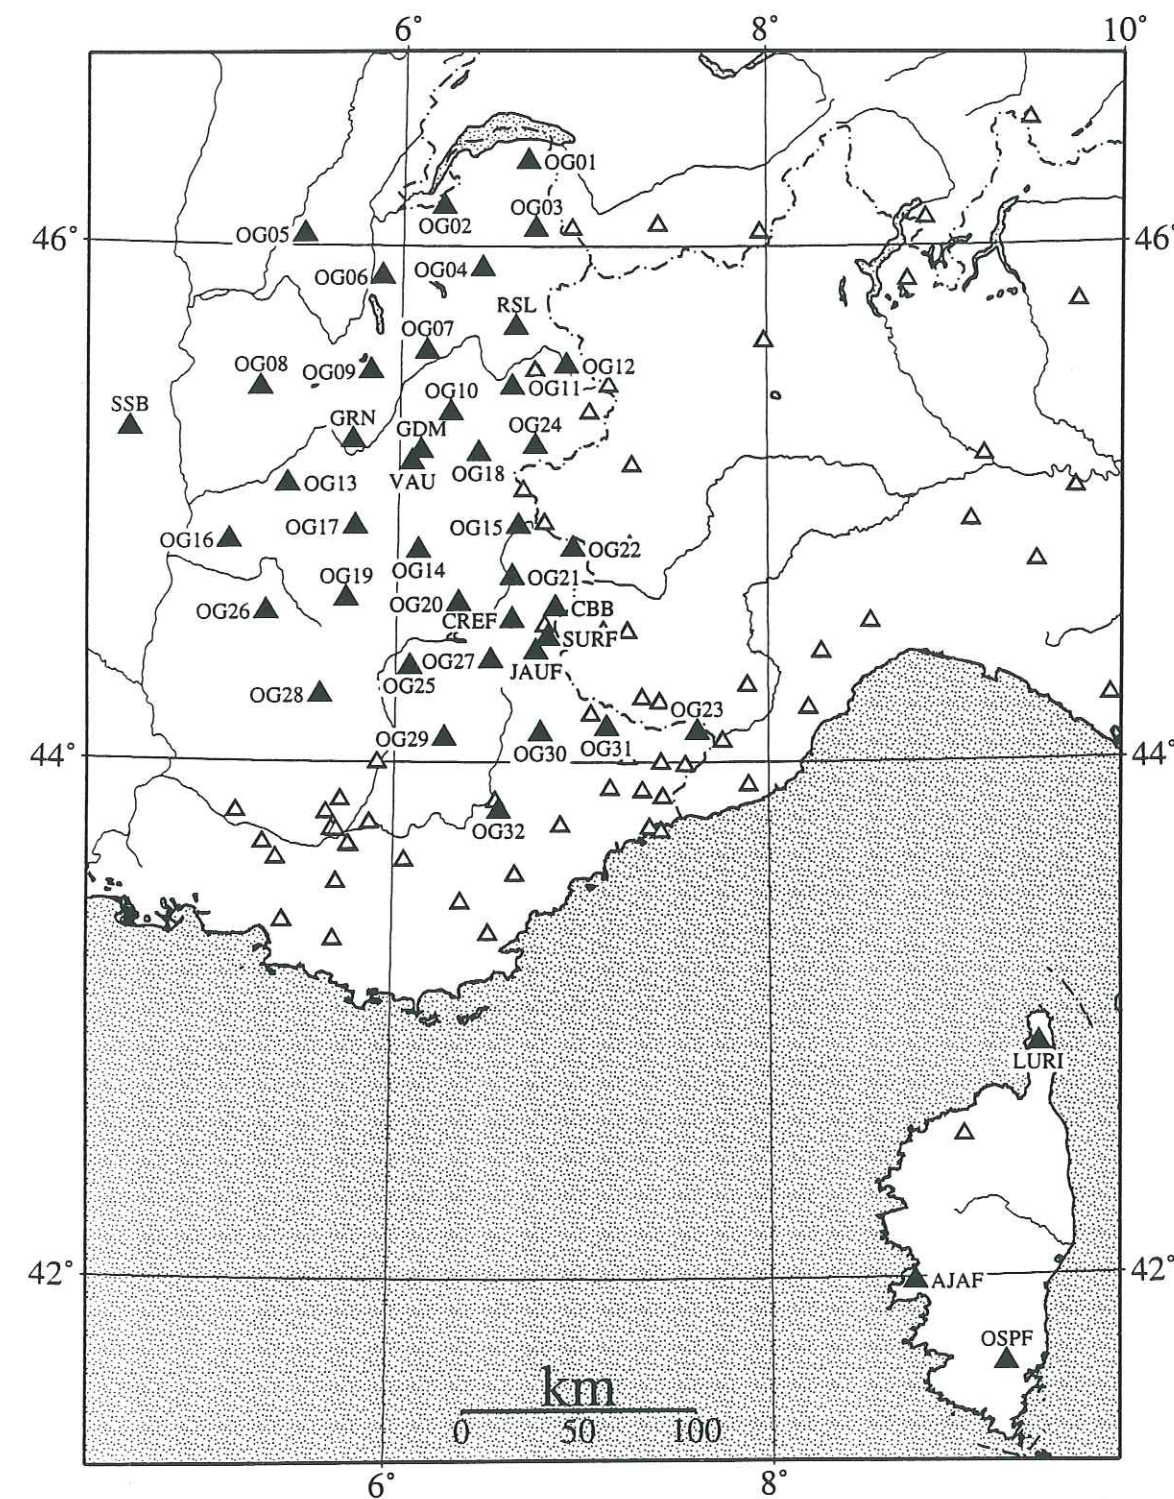 6°
8°
10°
OG01
OG03
OG02
OG05
46°
46°
OG06
OG04
RSL
OG07
OG08
OG09
OG12
OG11
OG10
SSB
GRN
GDM
OG24
OG18
VAU
OG13
OG17
OG15
OG16
OG22
OG14
OG21
OG19
OG20
CBB
OG26
CREF
SURF
OG27
JAUF
OG25
OG28
OG23
OG29
OG30
OG31
44°
44°
OG32
LURI
42°
42°
AJAF
OSPF
km
0 50 100
6°
8°